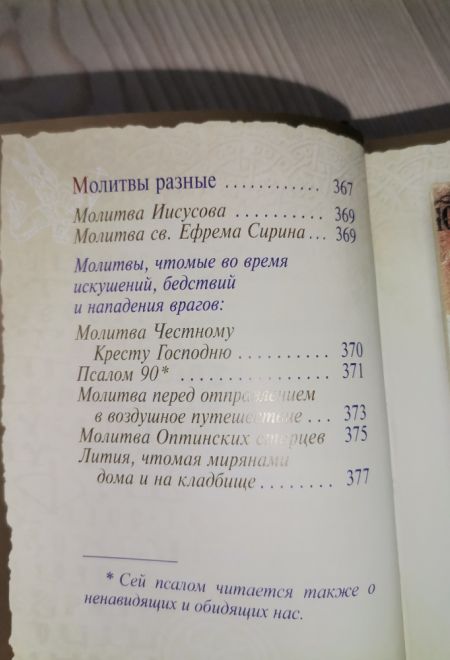 Молитвы разные ............ 367
Молитва Иисусова .......... 369
Молитва св. Ефрема Сирина... 369
Молитвы, чтомые во время
искушений, бедствий
и нападения врагов:
Молитва Честному
Кресту Господню .......... 370
Псалом 90* ................ 371
Молитва перед отправлением
в воздушное путешествие ... 373
Молитва Оптинских старцев 375
Лития, чтомая мирянами
дома и на кладбище ........ 377
* Сей псалом читается также о
ненавидящих и обидящих нас.